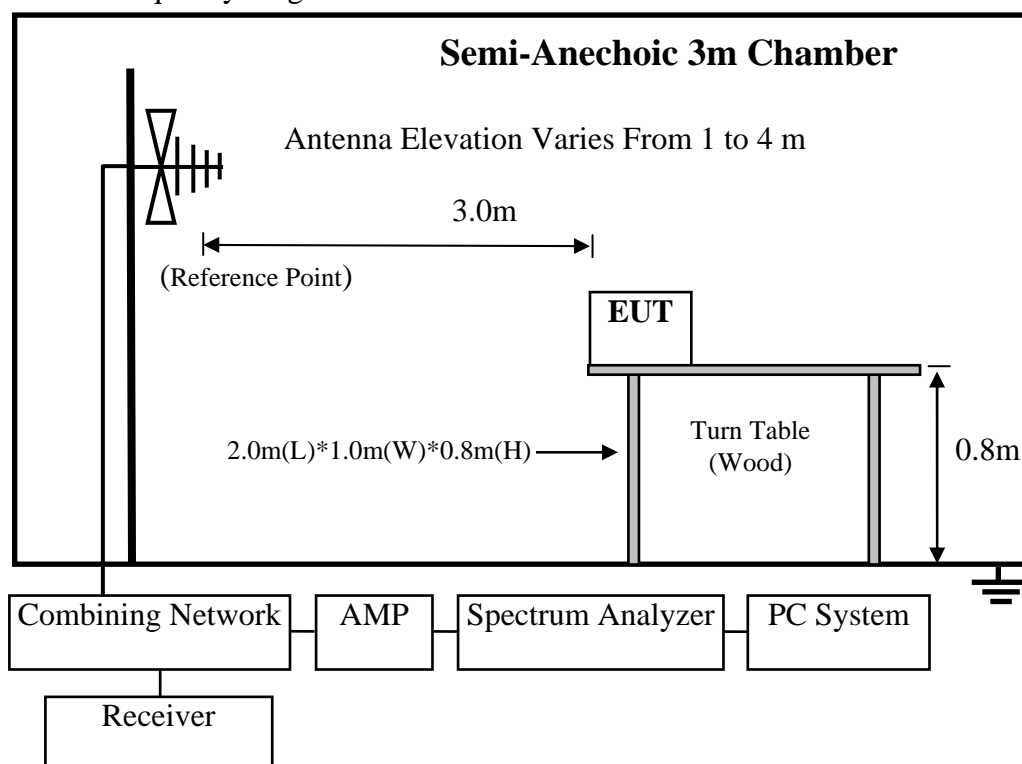 Semi-Anechoic 3m Chamber
Antenna Elevation Varies From 1 to 4 m
3.0m
(Reference Point)
EUT
2.0m(L)*1.0m(W)*0.8m(H)
Turn Table
(Wood)
0.8m
Combining Network
AMP
Spectrum Analyzer
PC System
Receiver